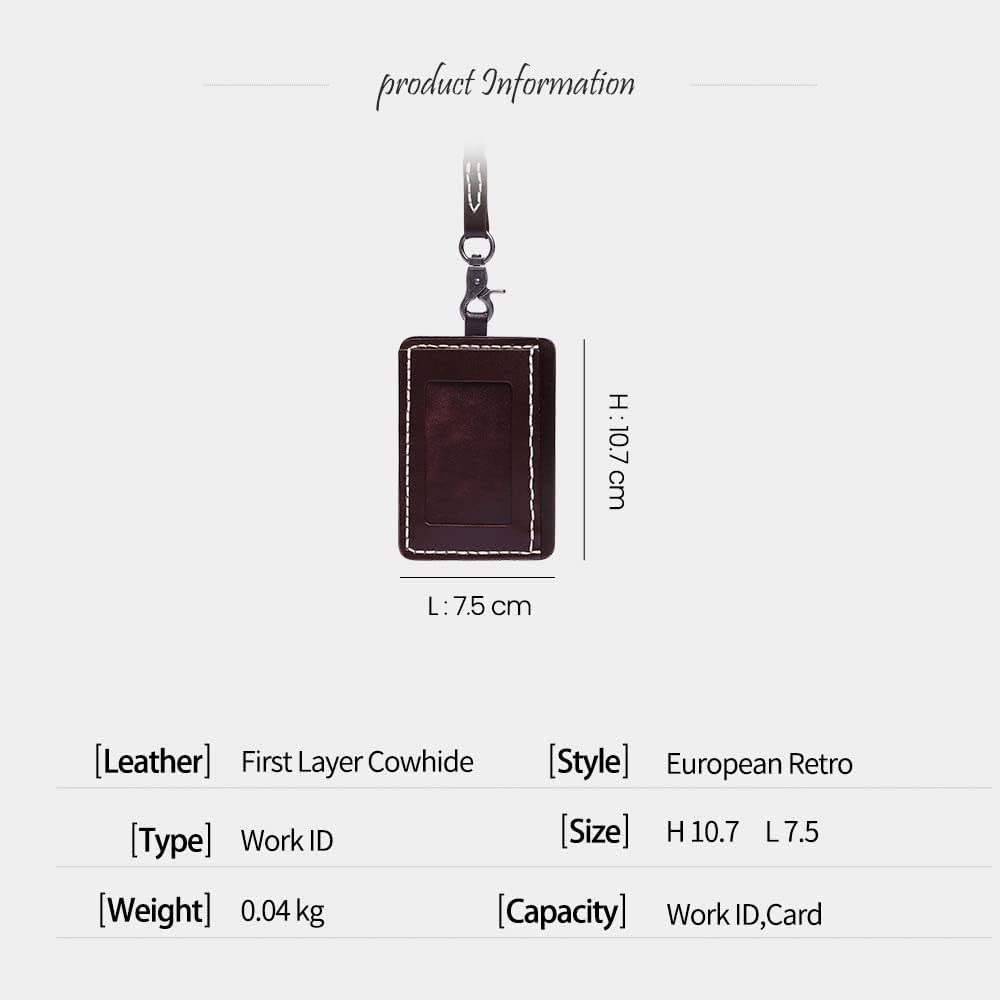 product Information
H : 10.7 cm
L : 7.5 cm
[Leather] First Layer Cowhide [Style] European Retro
[Type] Work ID [Size] H 10.7 L 7.5
[Weight] 0.04 kg [Capacity] Work ID,Card